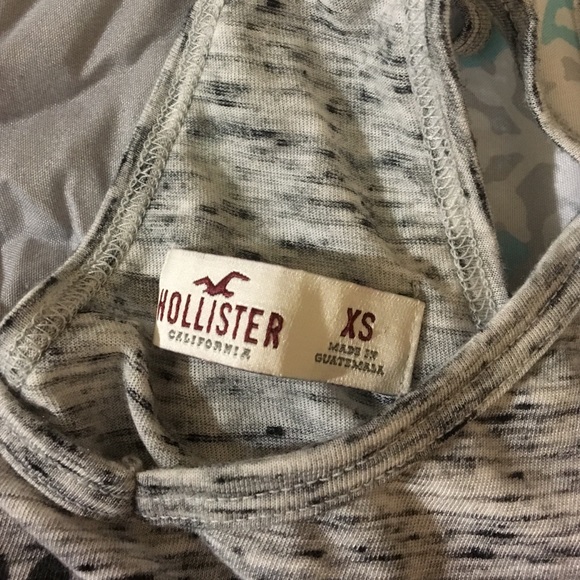 HOLLISTER
CALIFORNIA
XS
MADE IN
GUATEMALA